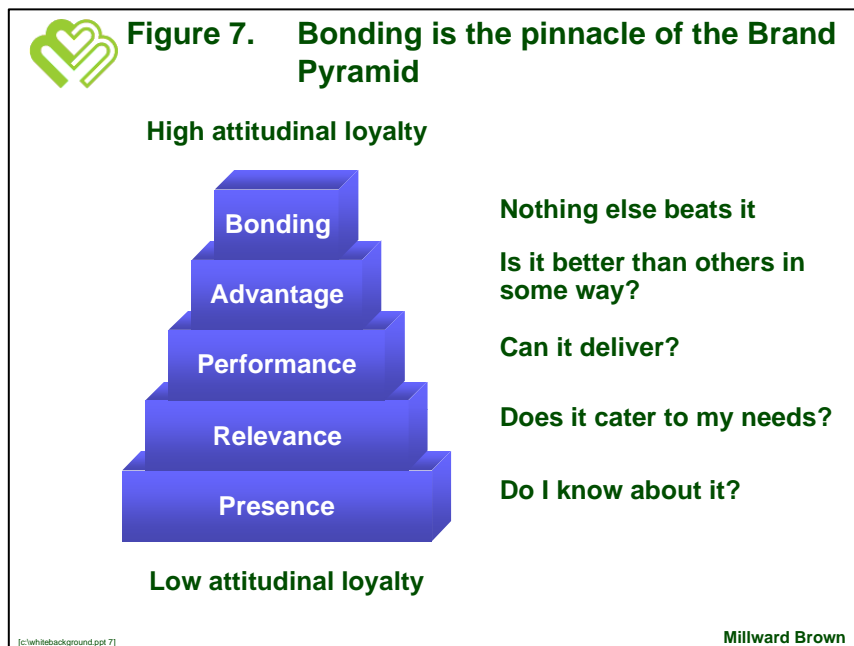 Figure 7. Bonding is the pinnacle of the Brand
Pyramid
High attitudinal loyalty
Bonding
Nothing else beats it
Advantage
Is it better than others in
some way?
Performance
Can it deliver?
Relevance
Does it cater to my needs?
Presence
Do I know about it?
Low attitudinal loyalty
[c:\whitebackground.ppt 7]
Millward Brown